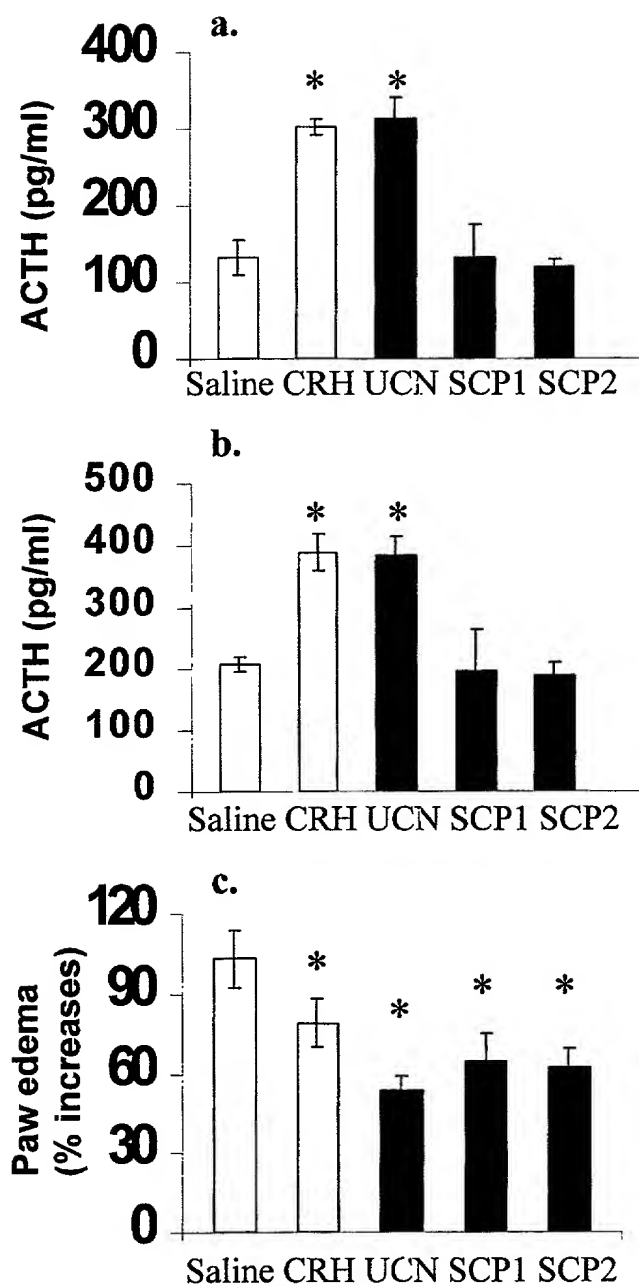 a.
400
300
200
100
0
ACTH (pg/ml)
* *
Saline CRH UCN SCP1 SCP2
b.
500
400
300
200
100
0
ACTH (pg/ml)
* *
Saline CRH UCN SCP1 SCP2
c.
120
90
60
30
0
Paw edema
(% increases)
* * * *
Saline CRH UCN SCP1 SCP2